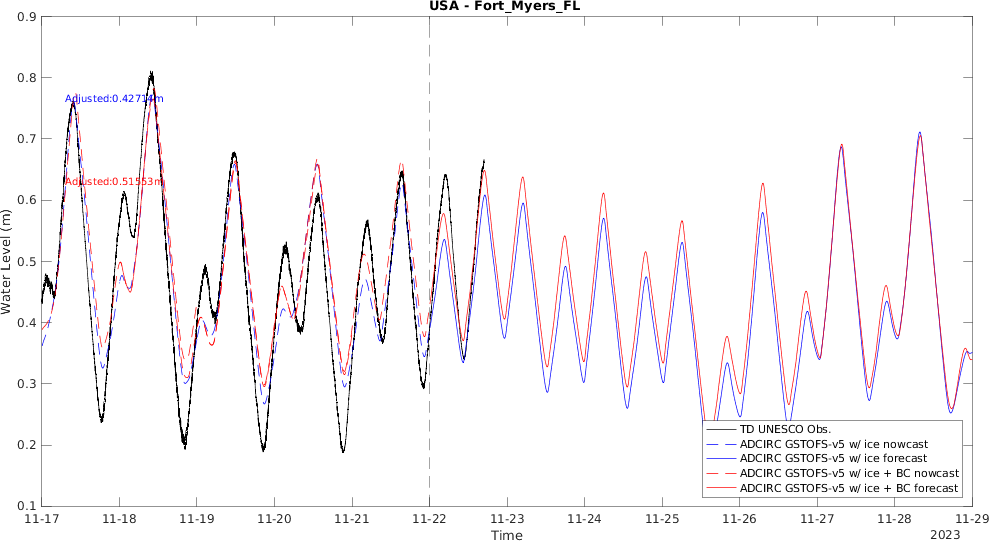 USA - Fort_Myers_FL
0.9
0.8
0.7
0.6
0.5
0.4
0.3
0.2
0.1
Water Level (m)
Adjusted:0.42714m
Adjusted:0.51553m
TD UNESCO Obs.
ADCIRC GSTOFS-v5 w/ ice nowcast
ADCIRC GSTOFS-v5 w/ ice forecast
ADCIRC GSTOFS-v5 w/ ice + BC nowcast
ADCIRC GSTOFS-v5 w/ ice + BC forecast
11-17 11-18 11-19 11-20 11-21 11-22 11-23 11-24 11-25 11-26 11-27 11-28 11-29
Time
2023